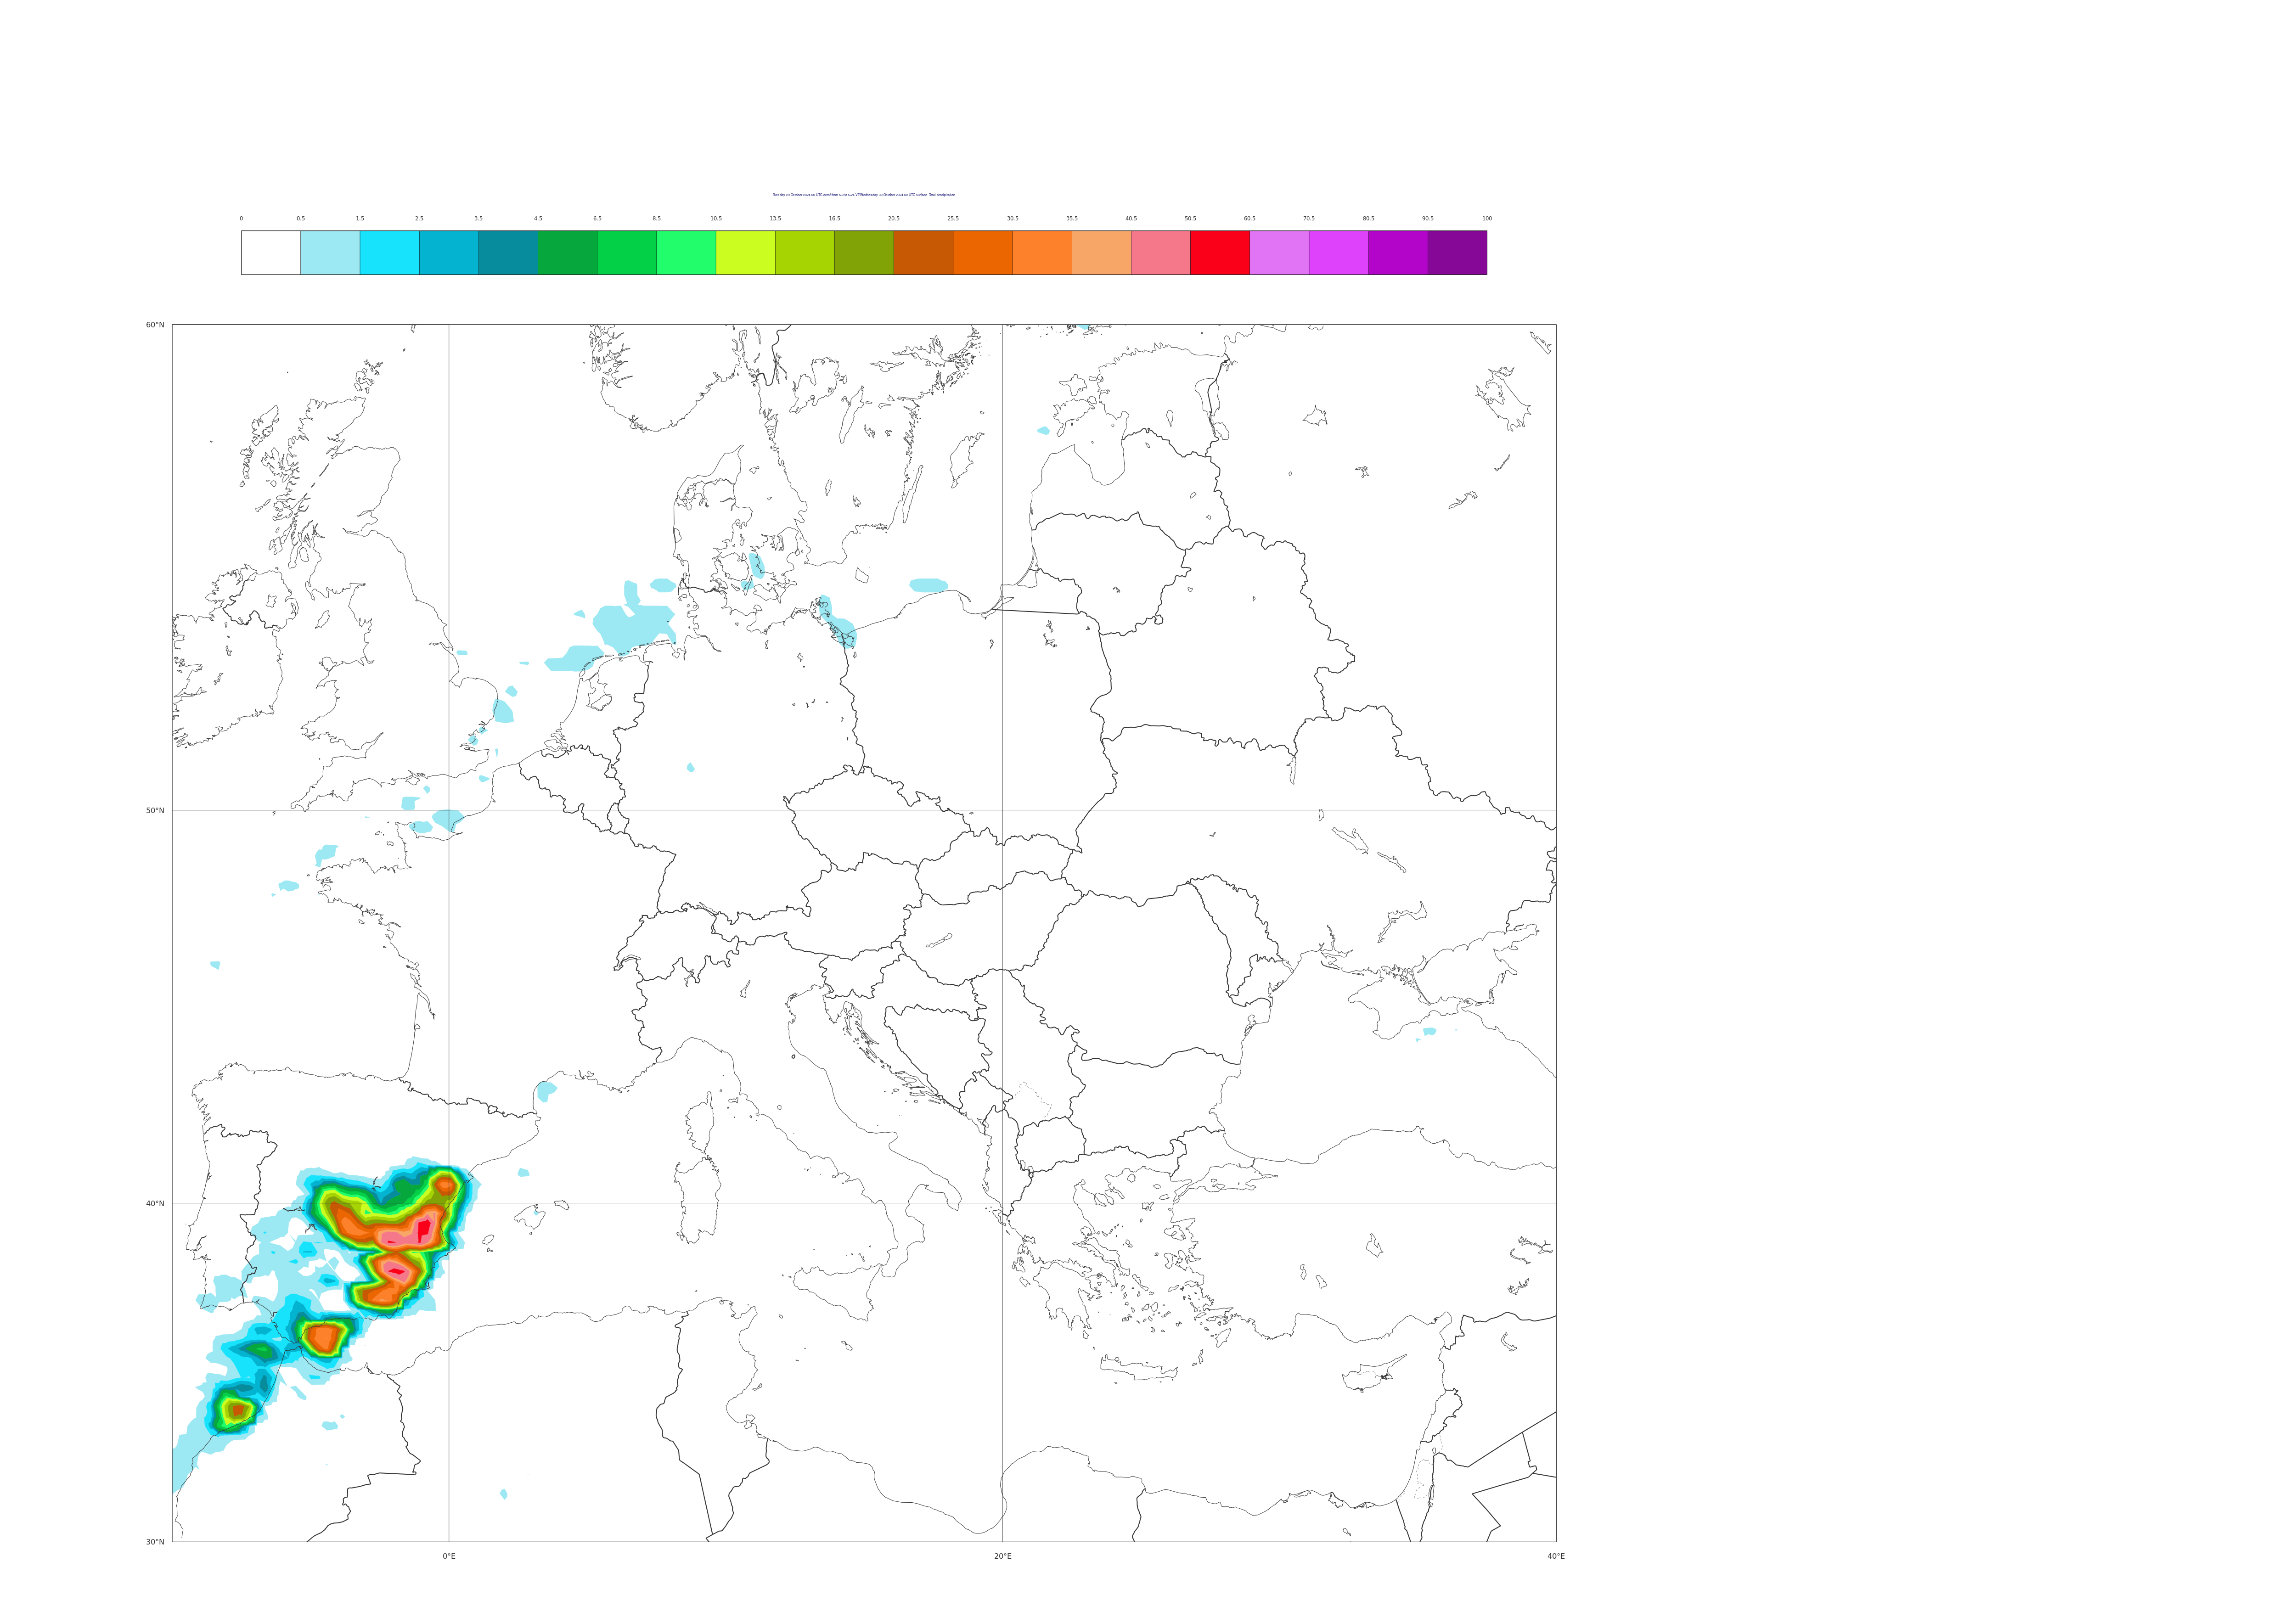 Tuesday 29 October 2024 00 UTC ecmf from t+0 to t+24 VT:Wednesday 30 October 2024 00 UTC surface Total precipitation
0 0.5 1.5 2.5 3.5 4.5 6.5 8.5 10.5 13.5 16.5 20.5 25.5 30.5 35.5 40.5 50.5 60.5 70.5 80.5 90.5 100
60°N
50°N
40°N
30°N
0°E 20°E 40°E